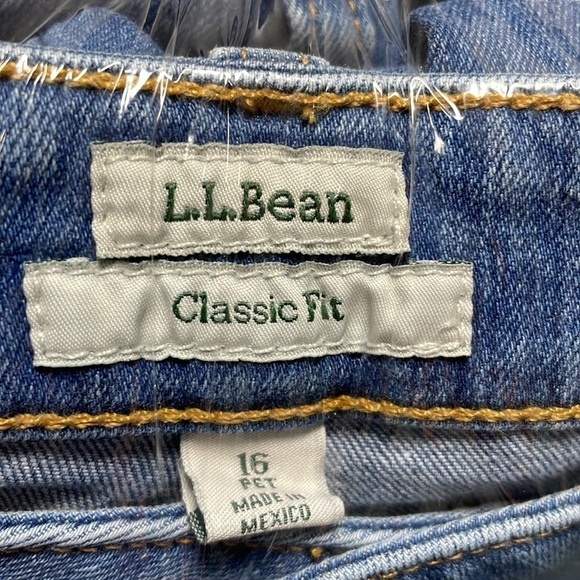 L.L.Bean
Classic Fit
16
PET
MADE IN
MEXICO